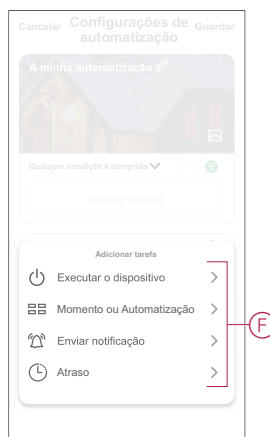 Cancelar Configurações de Guardar
automatização
A minha automatização
Qualquer condição é cumprida
Adicionar Condição
Adicionar tarefa
Executar o dispositivo
Momento ou Automatização
Enviar notificação
Atraso
F